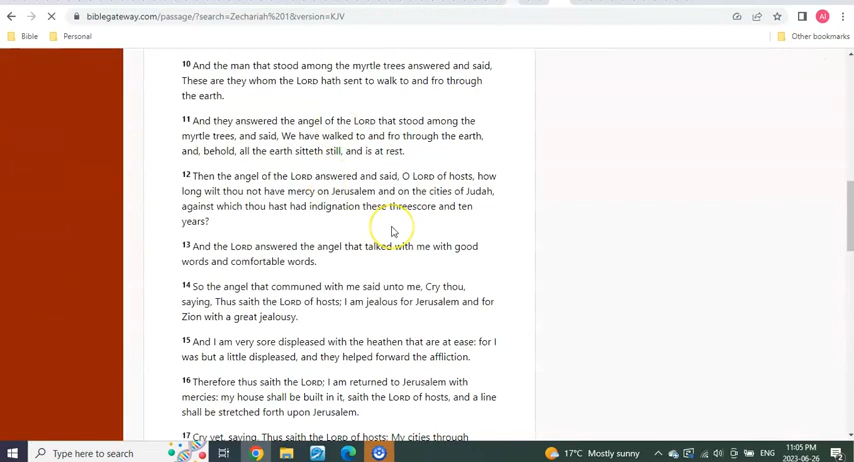 biblegateway.com/passage/?search=Zechariah%201&version=KJV
Al
Bible
Personal
Other bookmarks
10 And the man that stood among the myrtle trees answered and said,
These are they whom the LORD hath sent to walk to and fro through
the earth.
11 And they answered the angel of the LORD that stood among the
myrtle trees, and said, We have walked to and fro through the earth,
and, behold, all the earth sitteth still, and is at rest.
12 Then the angel of the LORD answered and said, O LORD of hosts, how
long wilt thou not have mercy on Jerusalem and on the cities of Judah,
against which thou hast had indignation these threescore and ten
years?
13 And the LORD answered the angel that talked with me with good
words and comfortable words.
14 So the angel that communed with me said unto me, Cry thou,
saying, Thus saith the LORD of hosts; I am jealous for Jerusalem and for
Zion with a great jealousy.
15 And I am very sore displeased with the heathen that are at ease: for I
was but a little displeased, and they helped forward the affliction.
16 Therefore thus saith the LORD; I am returned to Jerusalem with
mercies: my house shall be built in it, saith the LORD of hosts, and a line
shall be stretched forth upon Jerusalem.
17 Cry yet, saying, Thus saith the LORD of hosts; My cities through
Type here to search
17°C Mostly sunny
ENG
11:05 PM
2023-06-26
2